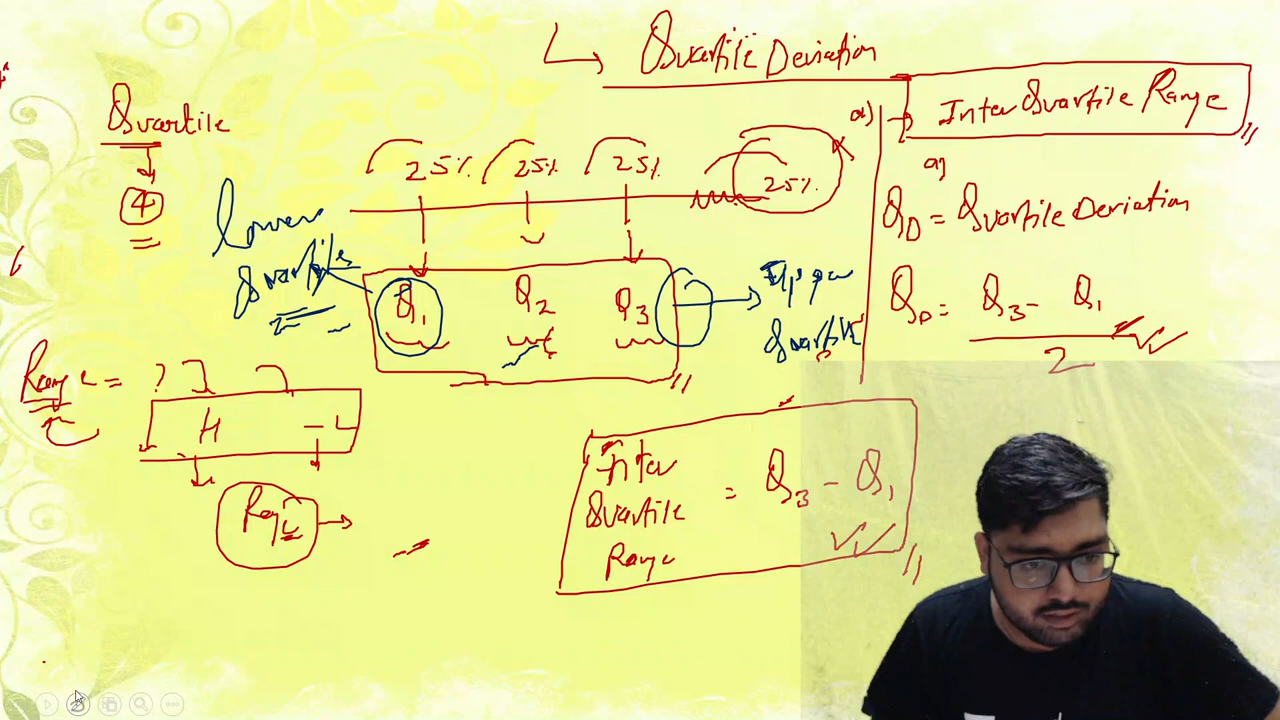 Quartile Deviation
Inter Quartile Range
Quartile
4
25% 25% 25% 25%
a)
QD = Quartile Deviation
Lower
Quartile
Q1 Q2 Q3
Upper
Quartile
QD = Q3 - Q1
2
Range = ?
H - L
Range
Inter
Quartile
Range
= Q3 - Q1